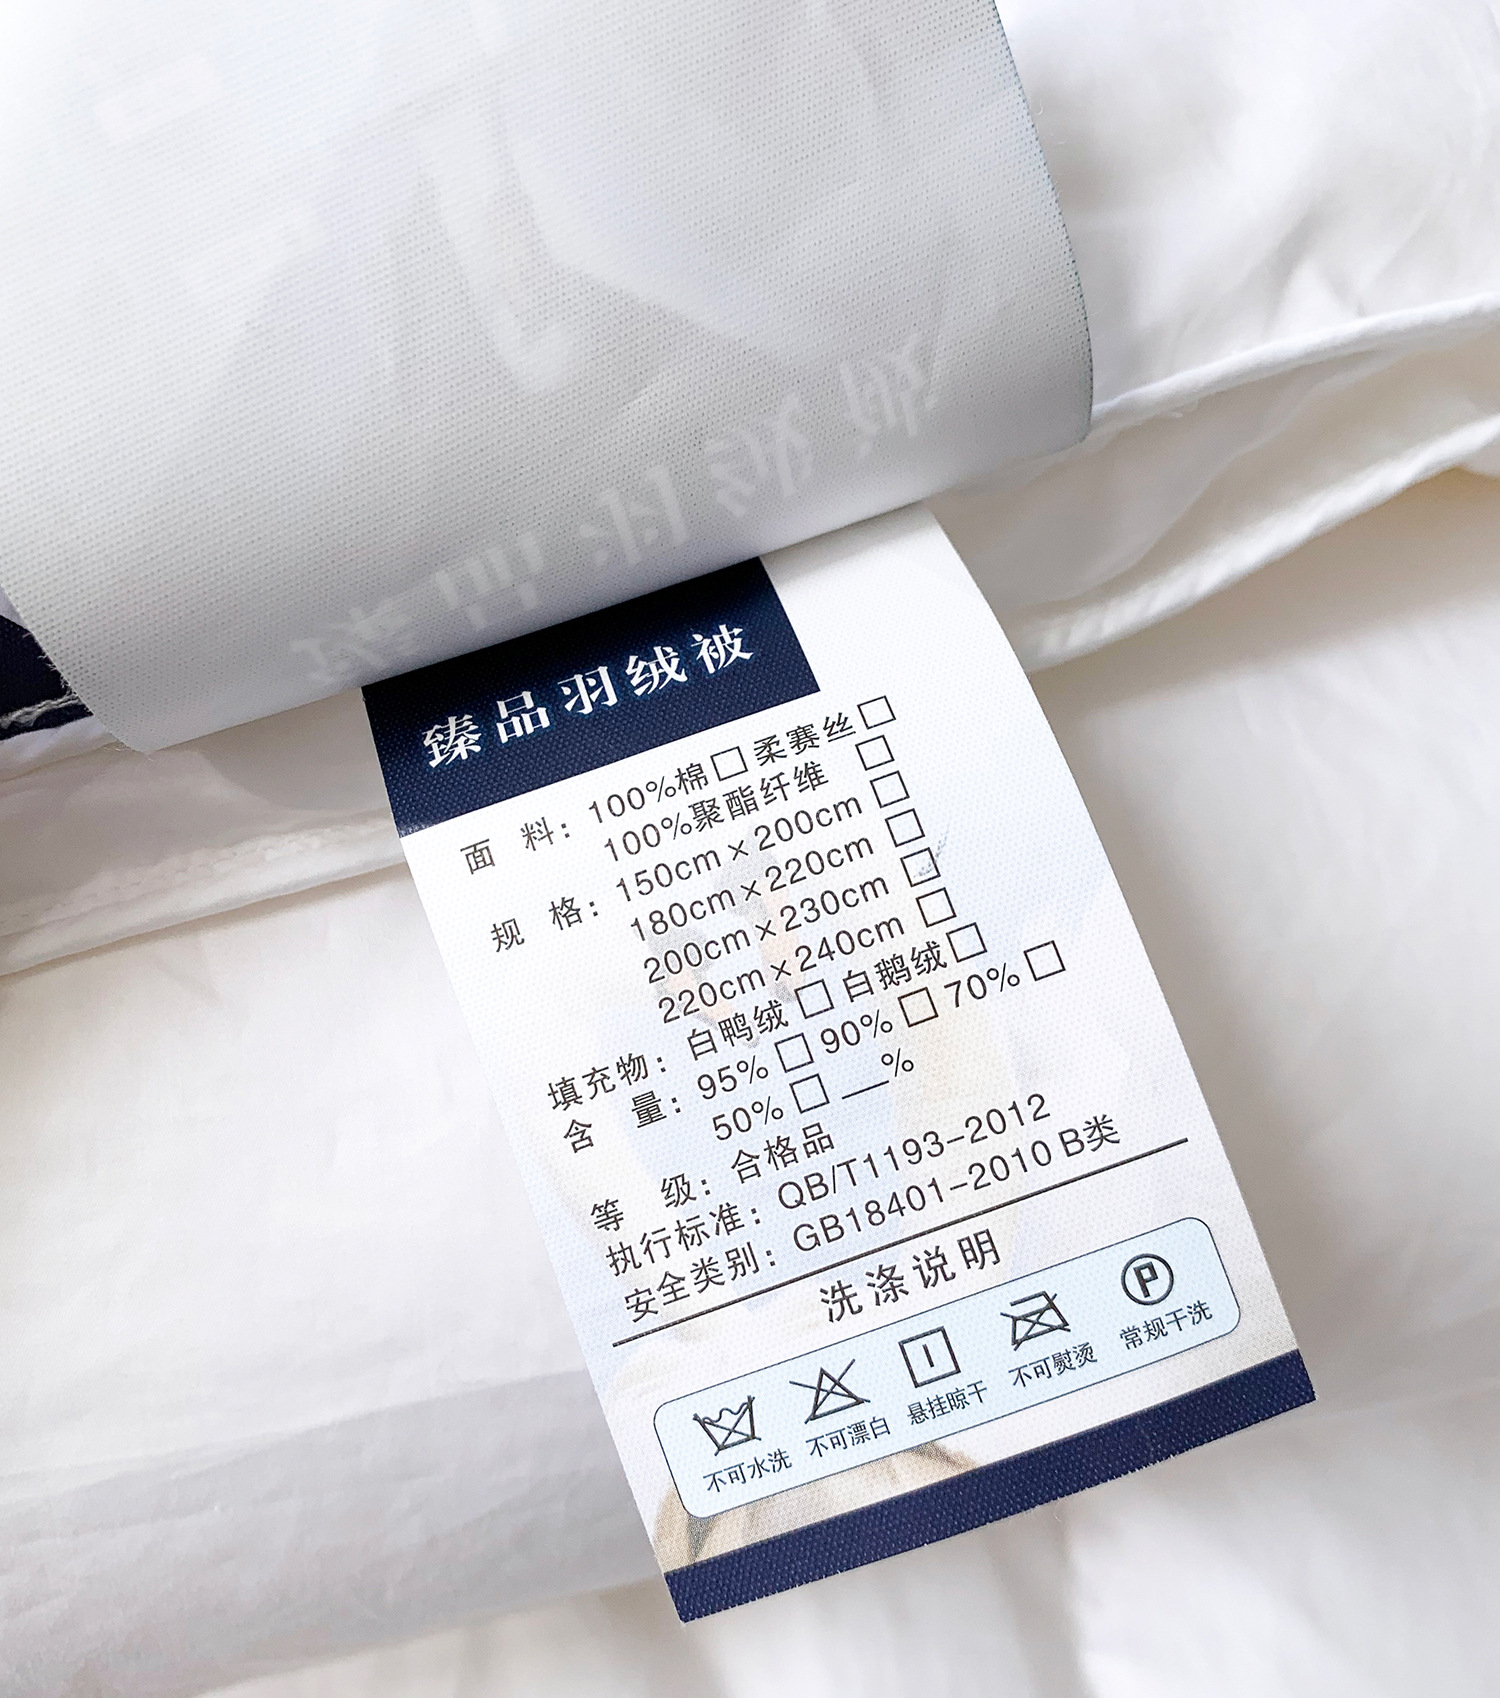 臻品羽绒被
面 料：100%棉□柔赛丝□
100%聚酯纤维 □
规 格：150cm×200cm □
180cm×220cm □
200cm×230cm □
220cm×240cm □
填充物：白鸭绒□白鹅绒□
含 量：95%□90%□70%□
50%□__%
等 级：合格品
执行标准：QB/T1193-2012
安全类别：GB18401-2010 B类
洗涤说明
P
不可水洗 不可漂白 悬挂晾干 不可熨烫 常规干洗